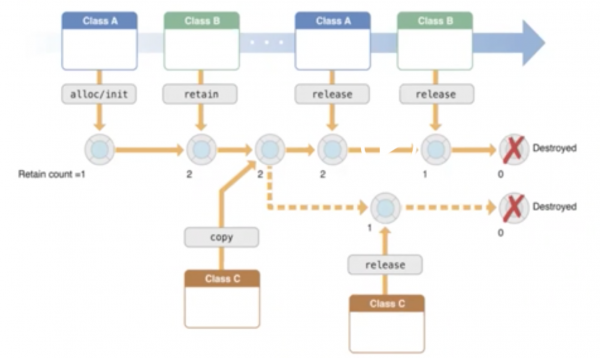 Class A
Class B
Class A
Class B
alloc/init
retain
release
release
Destroyed
Retain count =1
2
2
2
1
0
Destroyed
1
0
copy
release
Class C
Class C